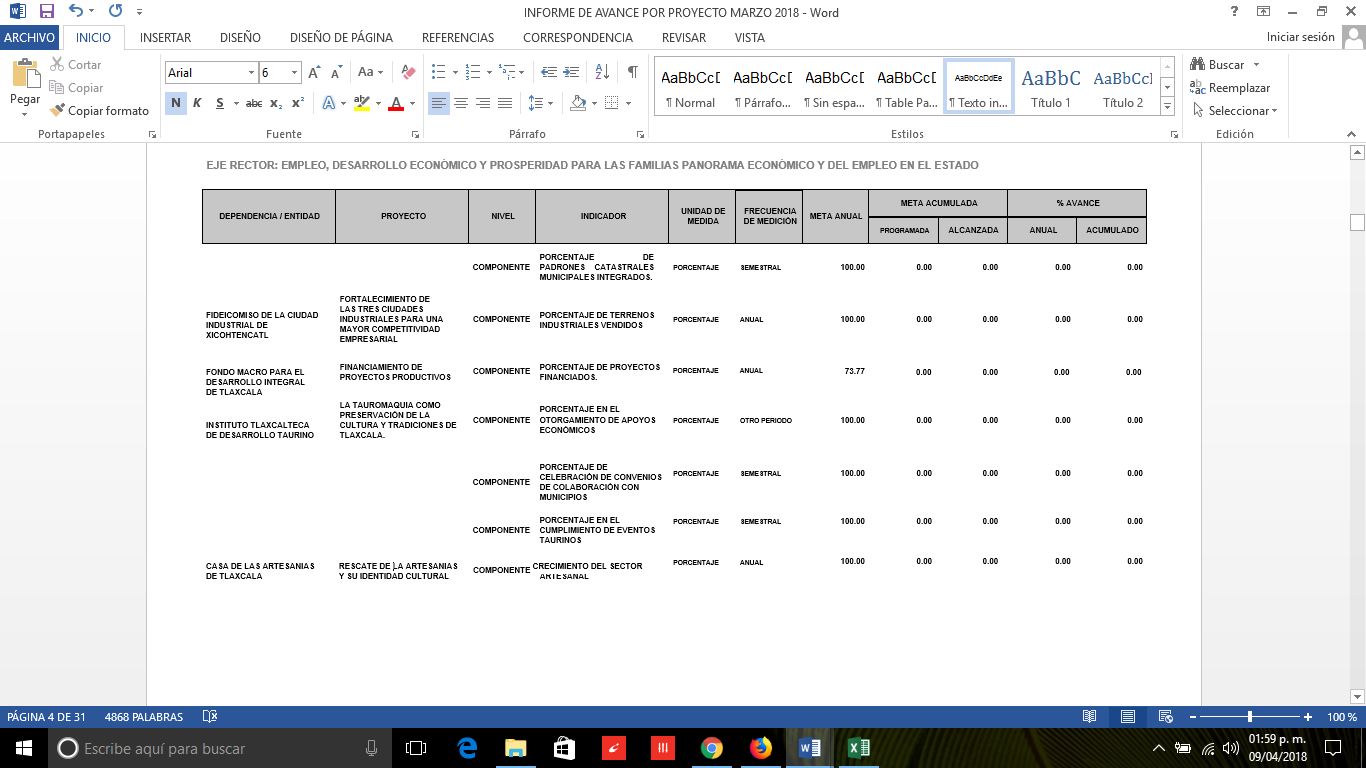 INFORME DE AVANCE POR PROYECTO MARZO 2018 - Word
ARCHIVO INICIO INSERTAR DISEÑO DISEÑO DE PÁGINA REFERENCIAS CORRESPONDENCIA REVISAR VISTA Iniciar sesión
Pegar
Cortar
Copiar
Copiar formato
Portapapeles
Arial 6
N K S abc x₂ x²
Fuente
Párrafo
AaBbCcD AaBbCcD AaBbCcD AaBbCcD AaBbCcDdEe AaBbC AaBbCcI
¶ Normal ¶ Párrafo... ¶ Sin espa... ¶ Table Pa... ¶ Texto in... Título 1 Título 2
Estilos
Buscar
Reemplazar
Seleccionar
Edición
EJE RECTOR: EMPLEO, DESARROLLO ECONÓMICO Y PROSPERIDAD PARA LAS FAMILIAS PANORAMA ECONÓMICO Y DEL EMPLEO EN EL ESTADO
DEPENDENCIA / ENTIDAD PROYECTO NIVEL INDICADOR
UNIDAD DE
MEDIDA
FRECUENCIA
DE MEDICIÓN
META ANUAL
META ACUMULADA
PROGRAMADA ALCANZADA
% AVANCE
ANUAL ACUMULADO
COMPONENTE
PORCENTAJE DE
PADRONES CATASTRALES
MUNICIPALES INTEGRADOS.
PORCENTAJE SEMESTRAL 100.00 0.00 0.00 0.00 0.00
FIDEICOMISO DE LA CIUDAD
INDUSTRIAL DE
XICOHTENCATL
FORTALECIMIENTO DE
LAS TRES CIUDADES
INDUSTRIALES PARA UNA
MAYOR COMPETITIVIDAD
EMPRESARIAL
COMPONENTE
PORCENTAJE DE TERRENOS
INDUSTRIALES VENDIDOS
PORCENTAJE ANUAL 100.00 0.00 0.00 0.00 0.00
FONDO MACRO PARA EL
DESARROLLO INTEGRAL
DE TLAXCALA
FINANCIAMIENTO DE
PROYECTOS PRODUCTIVOS
COMPONENTE
PORCENTAJE DE PROYECTOS
FINANCIADOS.
PORCENTAJE ANUAL 73.77 0.00 0.00 0.00 0.00
INSTITUTO TLAXCALTECA
DE DESARROLLO TAURINO
LA TAUROMAQUIA COMO
PRESERVACIÓN DE LA
CULTURA Y TRADICIONES DE
TLAXCALA.
COMPONENTE
PORCENTAJE EN EL
OTORGAMIENTO DE APOYOS
ECONÓMICOS
PORCENTAJE OTRO PERIODO 100.00 0.00 0.00 0.00 0.00
COMPONENTE
PORCENTAJE DE
CELEBRACIÓN DE CONVENIOS
DE COLABORACIÓN CON
MUNICIPIOS
PORCENTAJE SEMESTRAL 100.00 0.00 0.00 0.00 0.00
COMPONENTE
PORCENTAJE EN EL
CUMPLIMIENTO DE EVENTOS
TAURINOS
PORCENTAJE SEMESTRAL 100.00 0.00 0.00 0.00 0.00
CASA DE LAS ARTESANIAS
DE TLAXCALA
RESCATE DE LA ARTESANIAS
Y SU IDENTIDAD CULTURAL
COMPONENTE
CRECIMIENTO DEL SECTOR
ARTESANAL
PORCENTAJE ANUAL 100.00 0.00 0.00 0.00 0.00
PÁGINA 4 DE 31 4868 PALABRAS 100 %
Escribe aquí para buscar
01:59 p. m.
09/04/2018